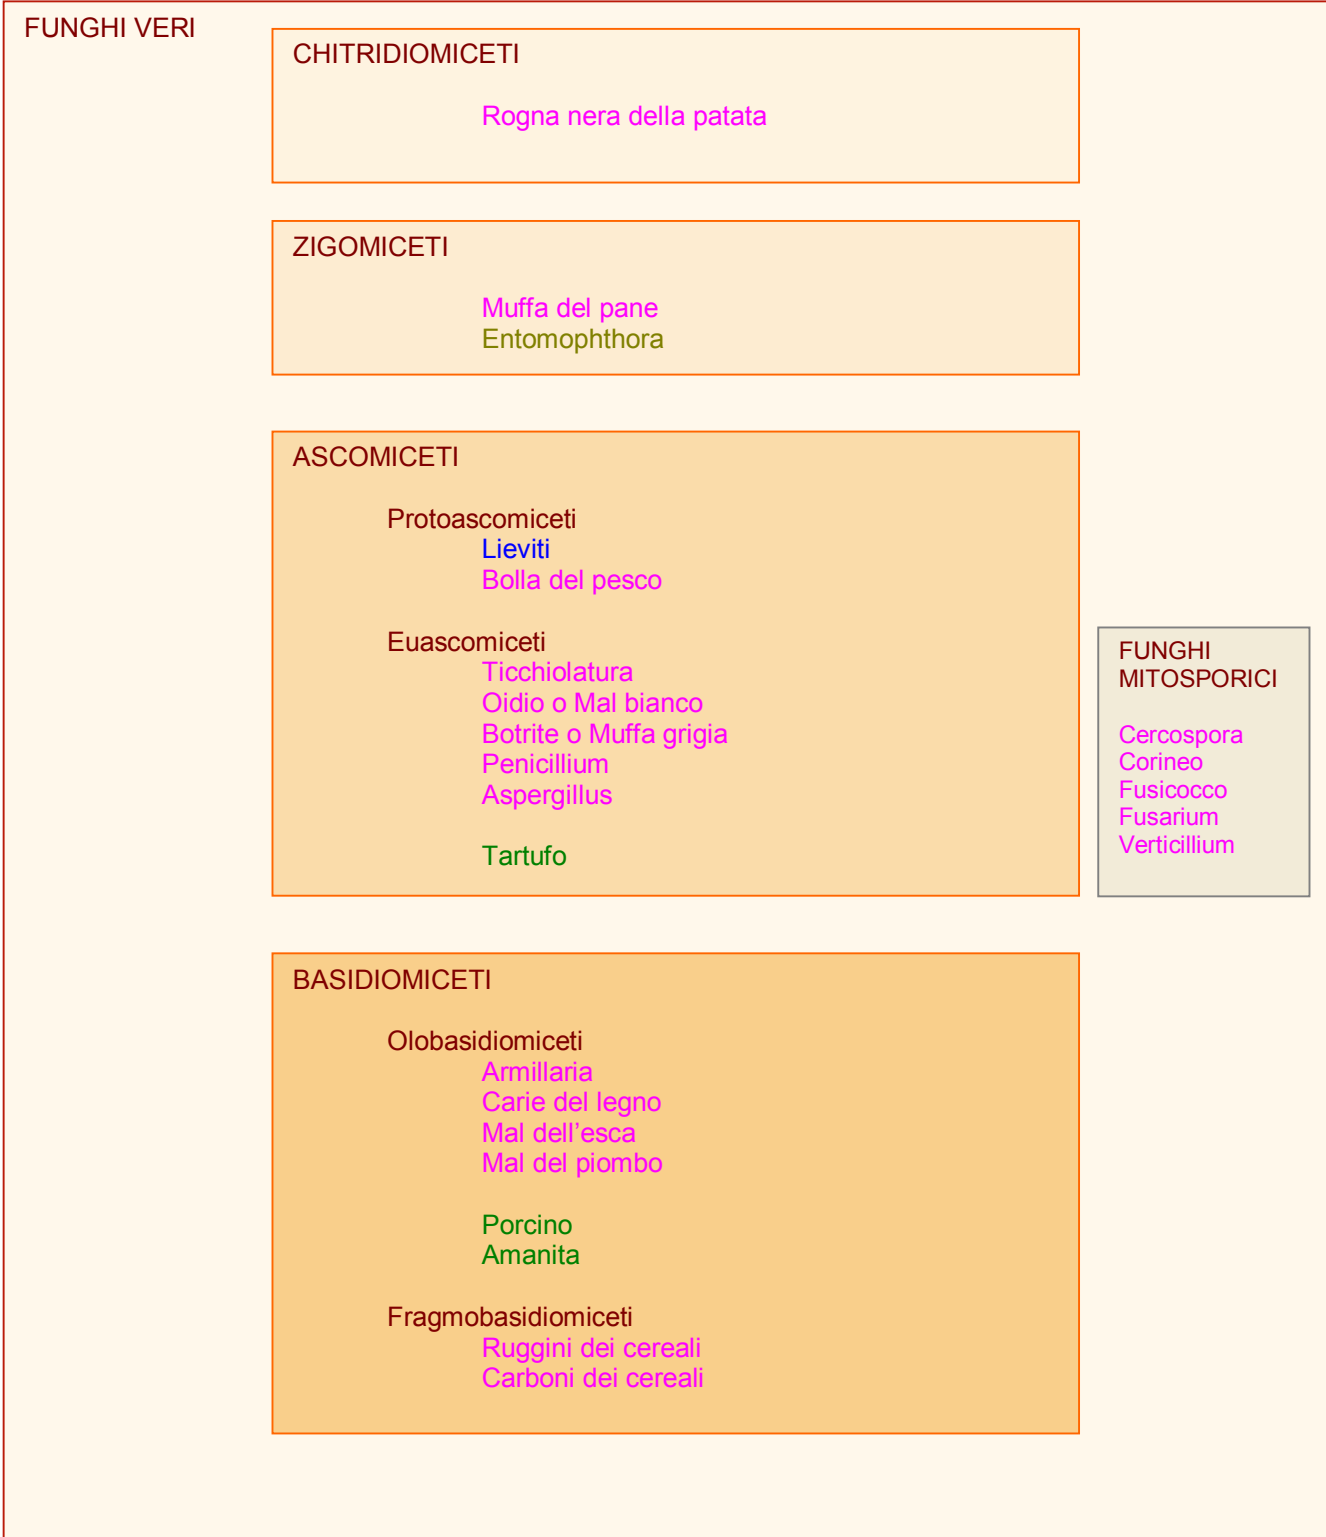 FUNGHI VERI
CHITRIDIOMICETI
Rogna nera della patata
ZIGOMICETI
Muffa del pane
Entomophthora
ASCOMICETI
Protoascomiceti
Lieviti
Bolla del pesco
Euascomiceti
Ticchiolatura
Oidio o Mal bianco
Botrite o Muffa grigia
Penicillium
Aspergillus
Tartufo
FUNGHI
MITOSPORICI
Cercospora
Corineo
Fusicocco
Fusarium
Verticillium
BASIDIOMICETI
Olobasidiomiceti
Armillaria
Carie del legno
Mal dell’esca
Mal del piombo
Porcino
Amanita
Fragmobasidiomiceti
Ruggini dei cereali
Carboni dei cereali